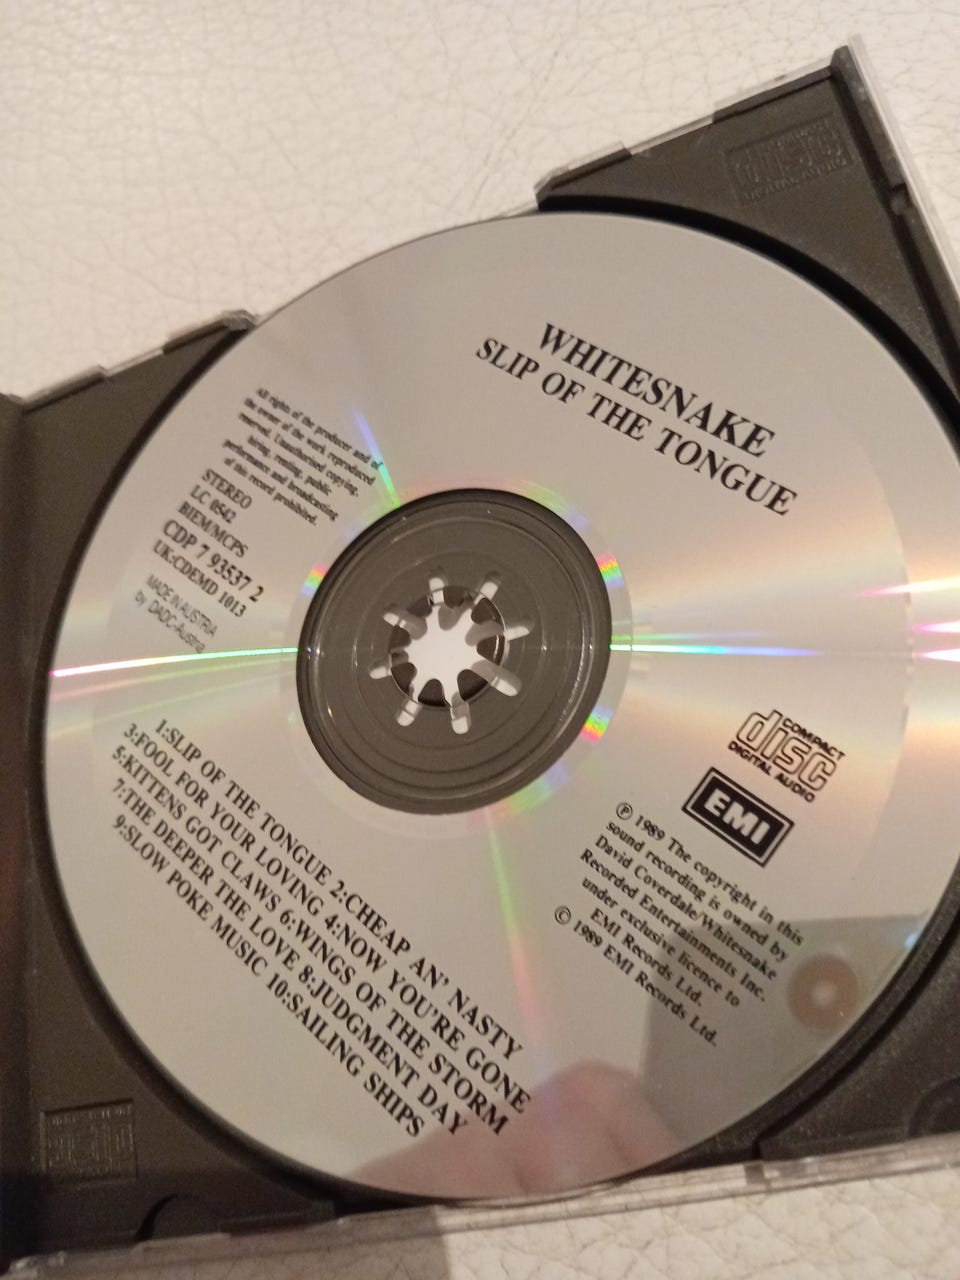 WHITESNAKE
SLIP OF THE TONGUE
All rights of the producer and of
the owner of the work reproduced
reserved. Unauthorised copying,
hiring, renting, public
performance and broadcasting
of this record prohibited.
STEREO
LC 0542
BIEM/MCPS
CDP 7 93537 2
UK:CDEMD 1013
MADE IN AUSTRIA
by DADC-Austria
COMPACT
disc
DIGITAL AUDIO
EMI
℗ 1989 The copyright in this
sound recording is owned by
David Coverdale/Whitesnake
Recorded Entertainments Inc.
under exclusive licence to
EMI Records Ltd.
© 1989 EMI Records Ltd.
1:SLIP OF THE TONGUE 2:CHEAP AN' NASTY
3:FOOL FOR YOUR LOVING 4:NOW YOU'RE GONE
5:KITTENS GOT CLAWS 6:WINGS OF THE STORM
7:THE DEEPER THE LOVE 8:JUDGMENT DAY
9:SLOW POKE MUSIC 10:SAILING SHIPS
disc
DIGITAL AUDIO